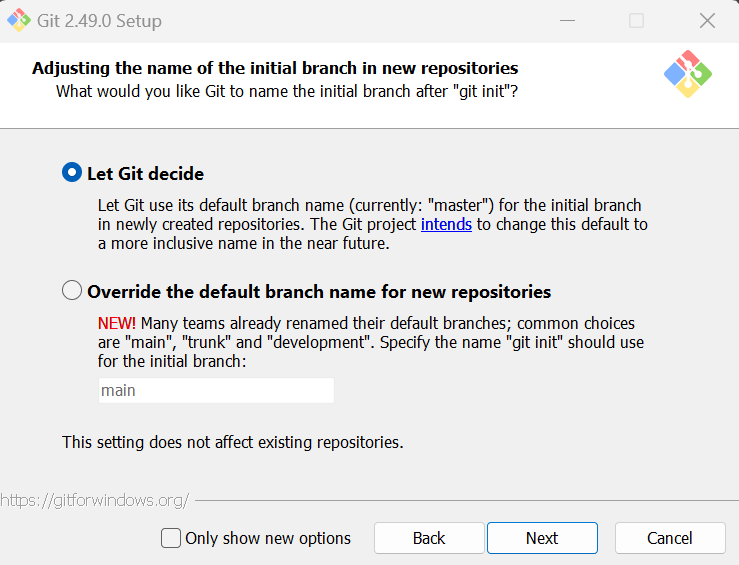 Git 2.49.0 Setup
Adjusting the name of the initial branch in new repositories
What would you like Git to name the initial branch after "git init"?
Let Git decide
Let Git use its default branch name (currently: "master") for the initial branch
in newly created repositories. The Git project intends to change this default to
a more inclusive name in the near future.
Override the default branch name for new repositories
NEW! Many teams already renamed their default branches; common choices
are "main", "trunk" and "development". Specify the name "git init" should use
for the initial branch:
main
This setting does not affect existing repositories.
https://gitforwindows.org/
Only show new options
Back
Next
Cancel